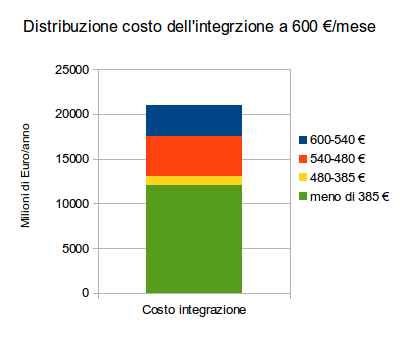 Distribuzione costo dell'integrzione a 600 €/mese
Milioni di Euro/anno
25000
20000
15000
10000
5000
0
Costo integrazione
600-540 €
540-480 €
480-385 €
meno di 385 €